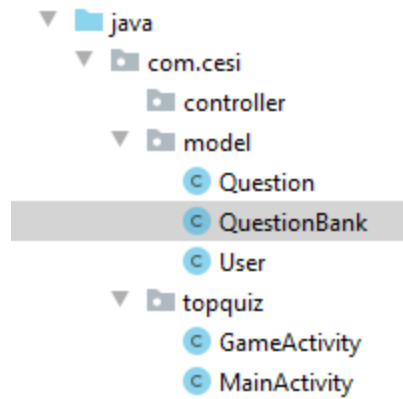 java
com.cesi
controller
model
C Question
C QuestionBank
C User
topquiz
C GameActivity
C MainActivity